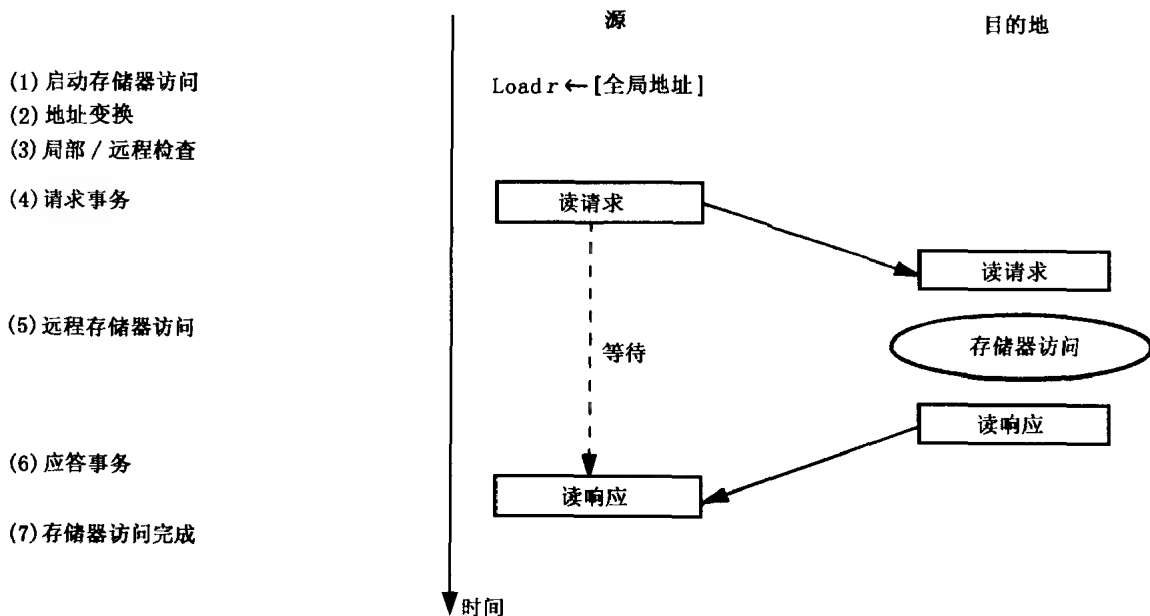 源
目的地
(1) 启动存储器访问
Load r ← [全局地址]
(2) 地址变换
(3) 局部 / 远程检查
(4) 请求事务
读请求
读请求
(5) 远程存储器访问
等待
存储器访问
读响应
(6) 应答事务
读响应
(7) 存储器访问完成
时间